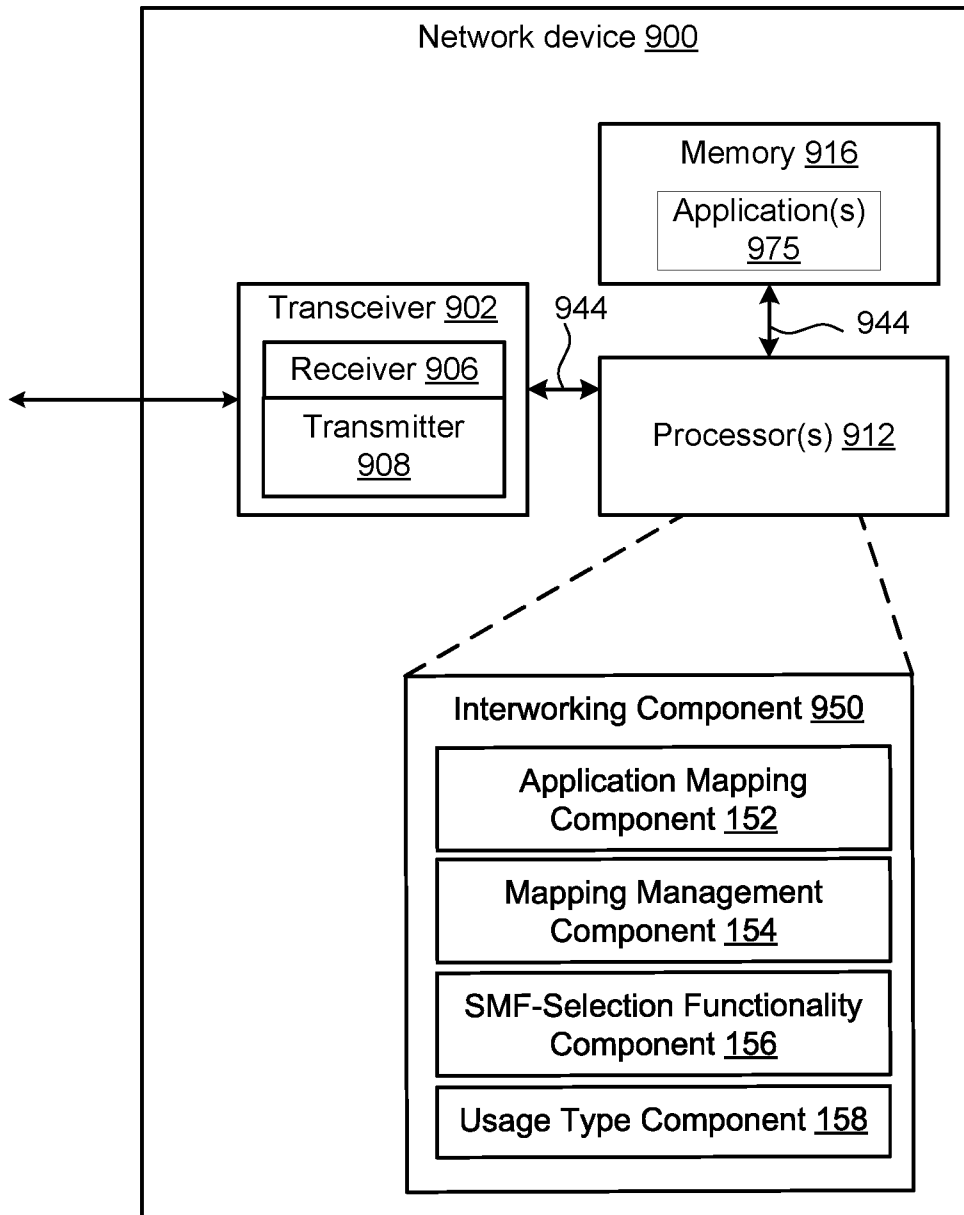 Network device 900
Memory 916
Application(s)
975
Transceiver 902
944
944
Receiver 906
Transmitter
908
Processor(s) 912
Interworking Component 950
Application Mapping
Component 152
Mapping Management
Component 154
SMF-Selection Functionality
Component 156
Usage Type Component 158